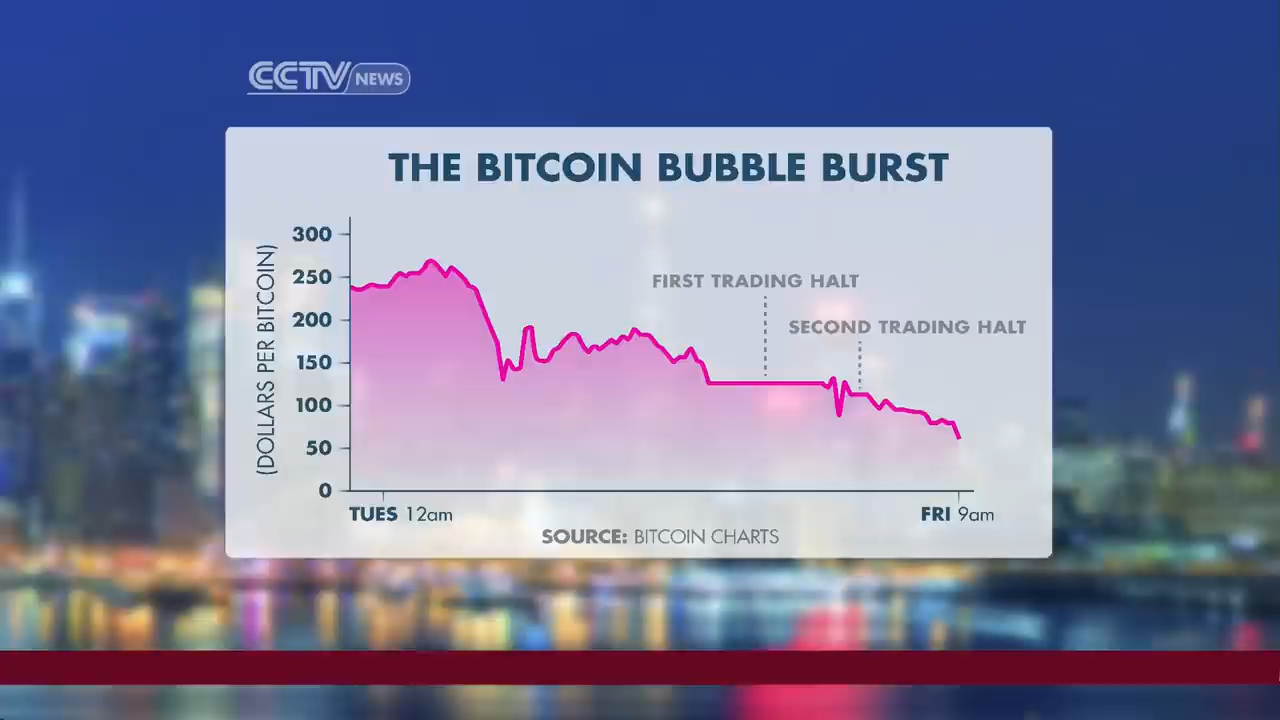 CCTV NEWS
THE BITCOIN BUBBLE BURST
(DOLLARS PER BITCOIN)
300
250
200
150
100
50
0
FIRST TRADING HALT
SECOND TRADING HALT
TUES 12am
FRI 9am
SOURCE: BITCOIN CHARTS